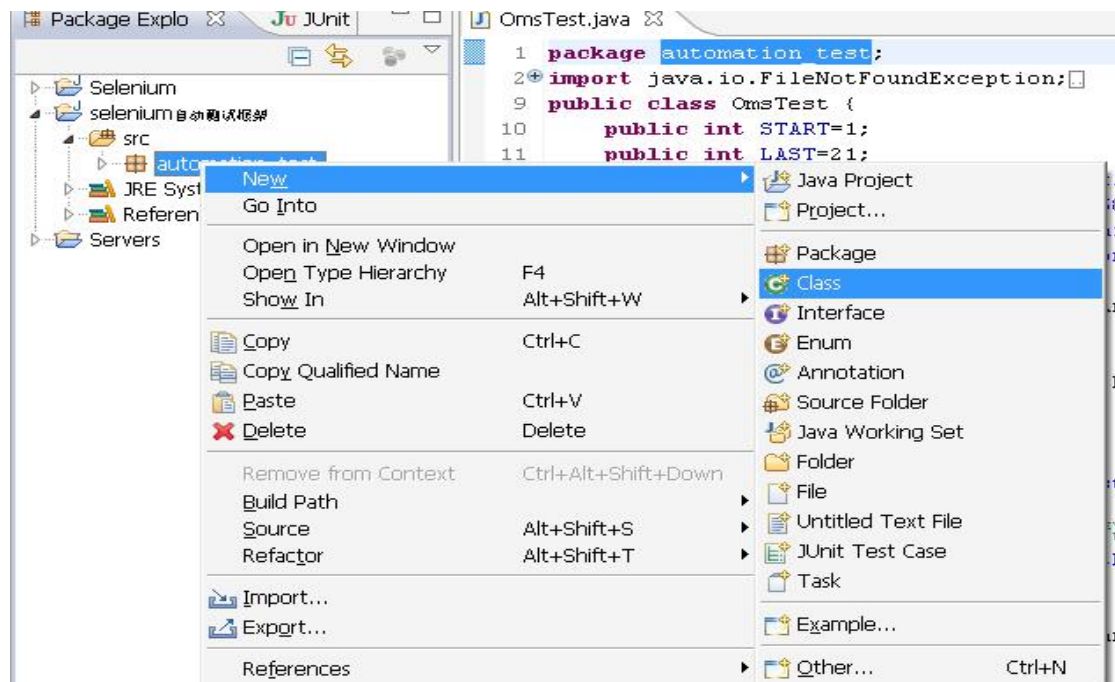 Package Explo
JUnit
OmsTest.java
Selenium
selenium自动测试框架
src
automation_test
JRE Syst
Referen
Servers
1 package automation_test;
2 import java.io.FileNotFoundException;
9 public class OmsTest {
10 public int START=1;
11 public int LAST=21;
New
Go Into
Open in New Window
Open Type Hierarchy F4
Show In Alt+Shift+W
Copy Ctrl+C
Copy Qualified Name
Paste Ctrl+V
Delete Delete
Remove from Context Ctrl+Alt+Shift+Down
Build Path
Source Alt+Shift+S
Refactor Alt+Shift+T
Import...
Export...
References
Java Project
Project...
Package
Class
Interface
Enum
Annotation
Source Folder
Java Working Set
Folder
File
Untitled Text File
JUnit Test Case
Task
Example...
Other... Ctrl+N